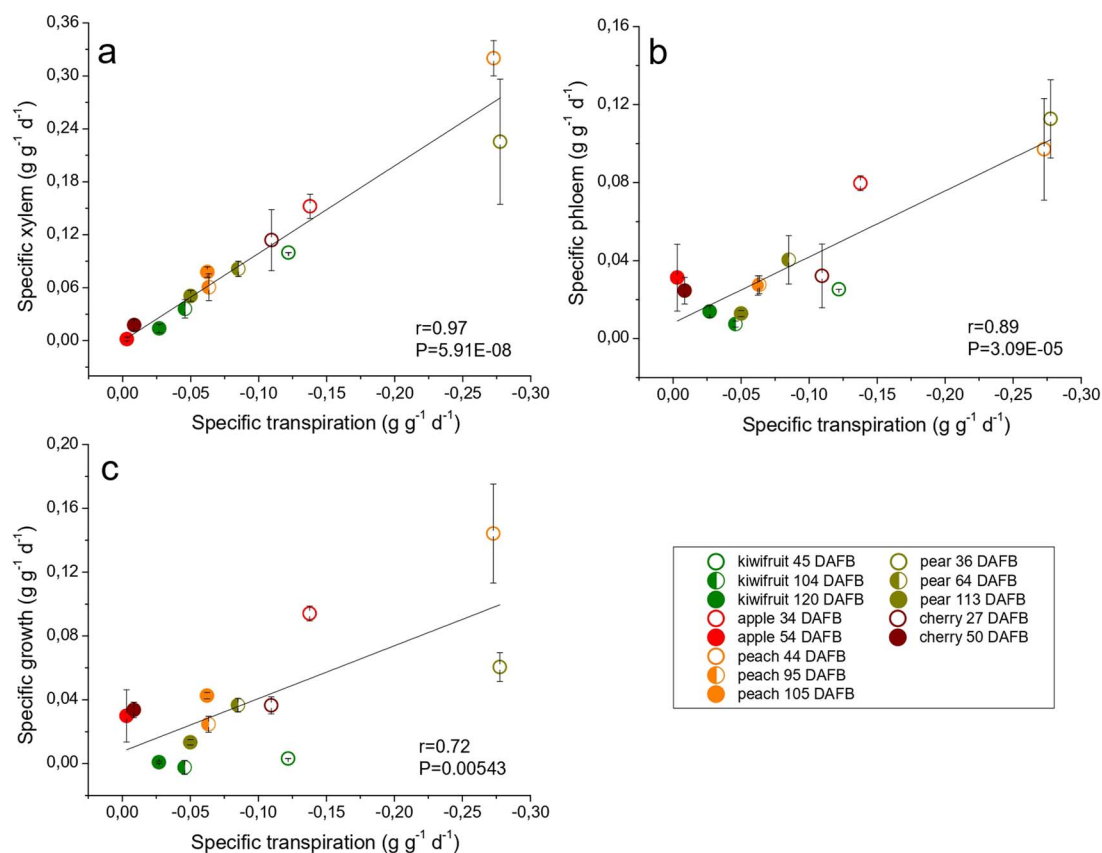 a
Specific xylem (g g⁻¹ d⁻¹)
0,36
0,30
0,24
0,18
0,12
0,06
0,00
r=0.97
P=5.91E-08
0,00 -0,05 -0,10 -0,15 -0,20 -0,25 -0,30
Specific transpiration (g g⁻¹ d⁻¹)
b
Specific phloem (g g⁻¹ d⁻¹)
0,16
0,12
0,08
0,04
0,00
r=0.89
P=3.09E-05
0,00 -0,05 -0,10 -0,15 -0,20 -0,25 -0,30
Specific transpiration (g g⁻¹ d⁻¹)
c
Specific growth (g g⁻¹ d⁻¹)
0,20
0,16
0,12
0,08
0,04
0,00
r=0.72
P=0.00543
0,00 -0,05 -0,10 -0,15 -0,20 -0,25 -0,30
Specific transpiration (g g⁻¹ d⁻¹)
kiwifruit 45 DAFB
kiwifruit 104 DAFB
kiwifruit 120 DAFB
apple 34 DAFB
apple 54 DAFB
peach 44 DAFB
peach 95 DAFB
peach 105 DAFB
pear 36 DAFB
pear 64 DAFB
pear 113 DAFB
cherry 27 DAFB
cherry 50 DAFB